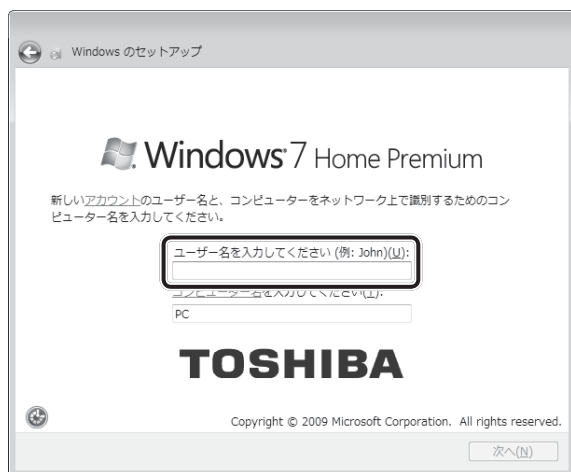 Windows のセットアップ
Windows 7 Home Premium
新しいアカウントのユーザー名と、コンピューターをネットワーク上で識別するためのコン
ピューター名を入力してください。
ユーザー名を入力してください (例: John)(U):
コンピューター名を入力してください(T):
PC
TOSHIBA
Copyright © 2009 Microsoft Corporation. All rights reserved.
次へ(N)